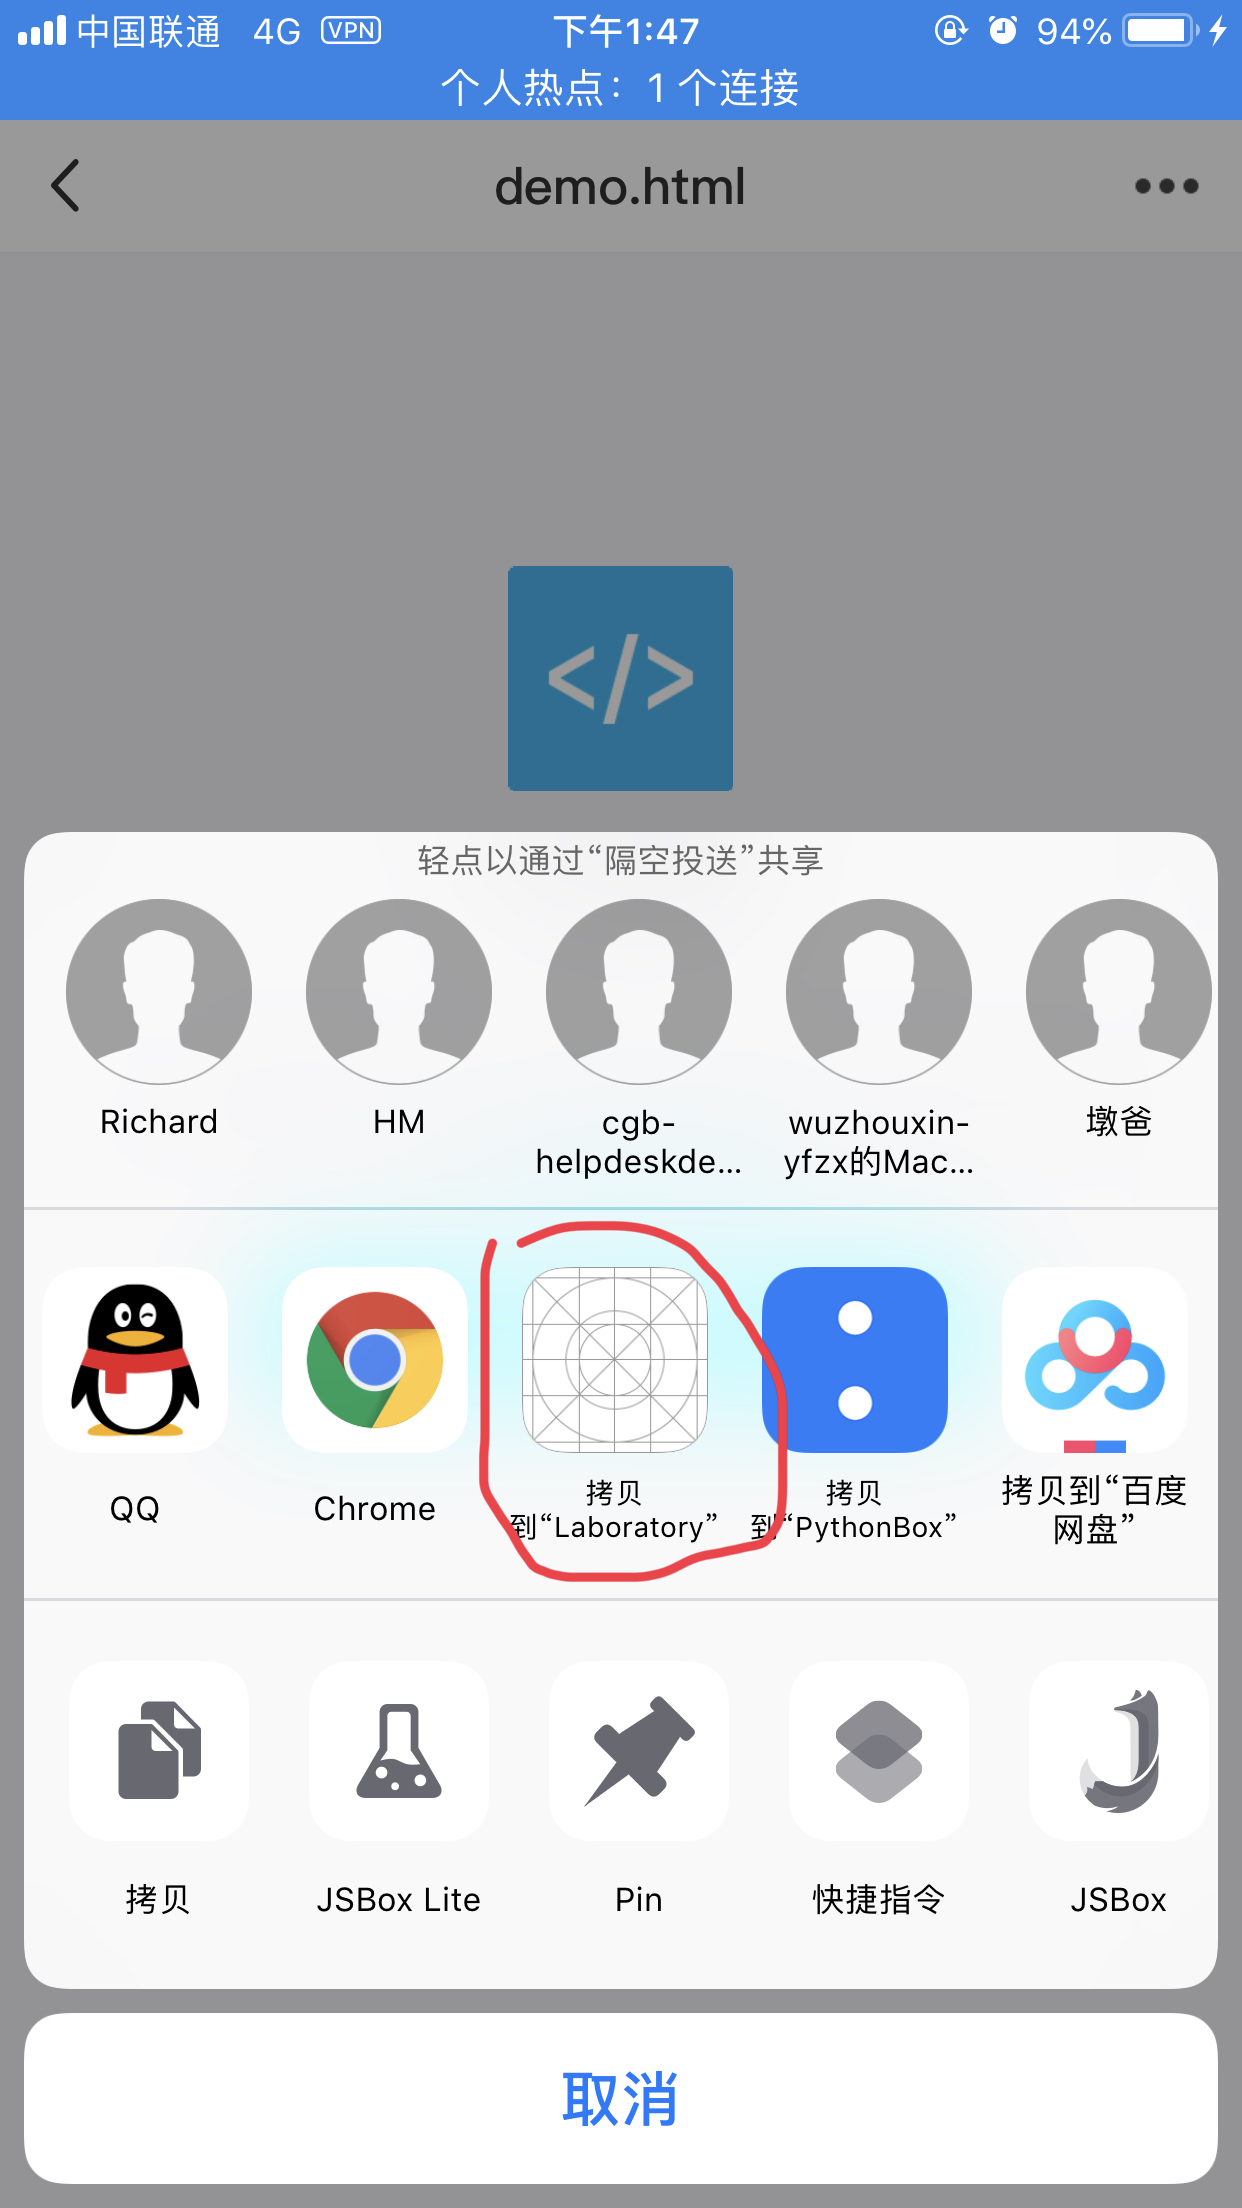 中国联通 4G VPN 下午1:47 94%
个人热点：1 个连接
demo.html
</>
轻点以通过“隔空投送”共享
Richard
HM
cgb-
helpdeskde...
wuzhouxin-
yfzx的Mac...
墩爸
QQ
Chrome
拷贝
到“Laboratory”
拷贝
到“PythonBox”
拷贝到“百度
网盘”
拷贝
JSBox Lite
Pin
快捷指令
JSBox
取消